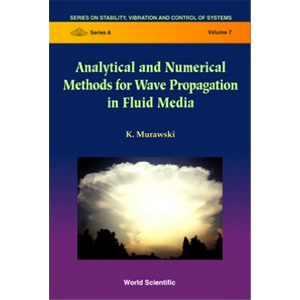 SERIES ON STABILITY, VIBRATION AND CONTROL OF SYSTEMS
Series A
Volume 7
Analytical and Numerical
Methods for Wave Propagation
in Fluid Media
K. Murawski
World Scientific